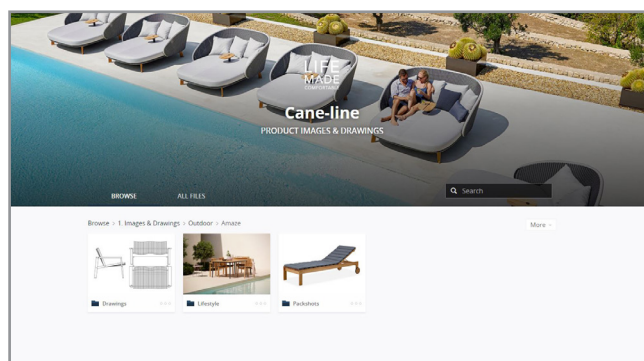 LIFE
MADE
COMFORTABLE
Cane-line
PRODUCT IMAGES & DRAWINGS
BROWSE ALL FILES Search
Browse > 1. Images & Drawings > Outdoor > Amaze More
Drawings Lifestyle Packshots